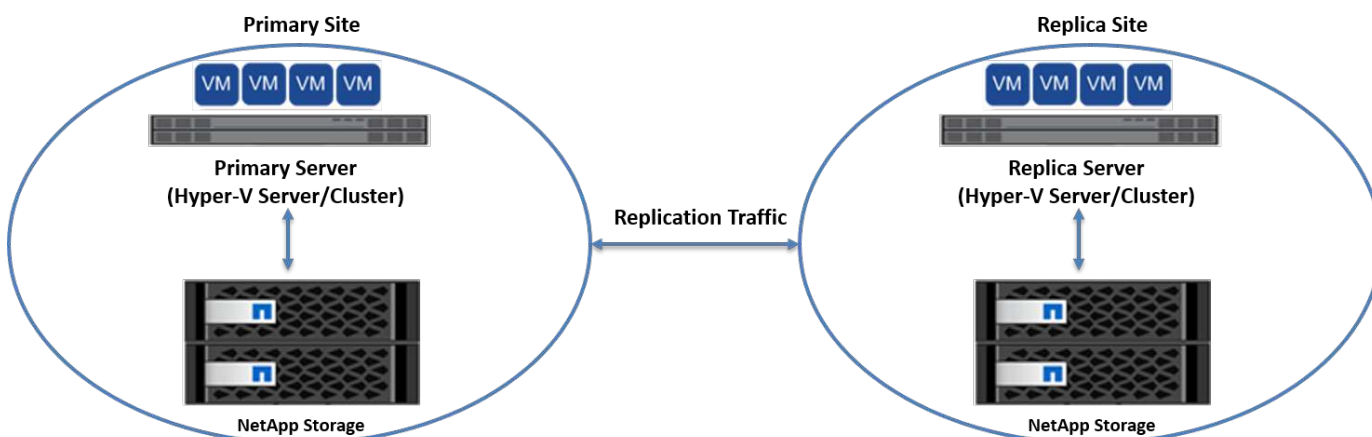 Primary Site
VM VM VM VM
Primary Server
(Hyper-V Server/Cluster)
NetApp Storage
Replication Traffic
Replica Site
VM VM VM VM
Replica Server
(Hyper-V Server/Cluster)
NetApp Storage